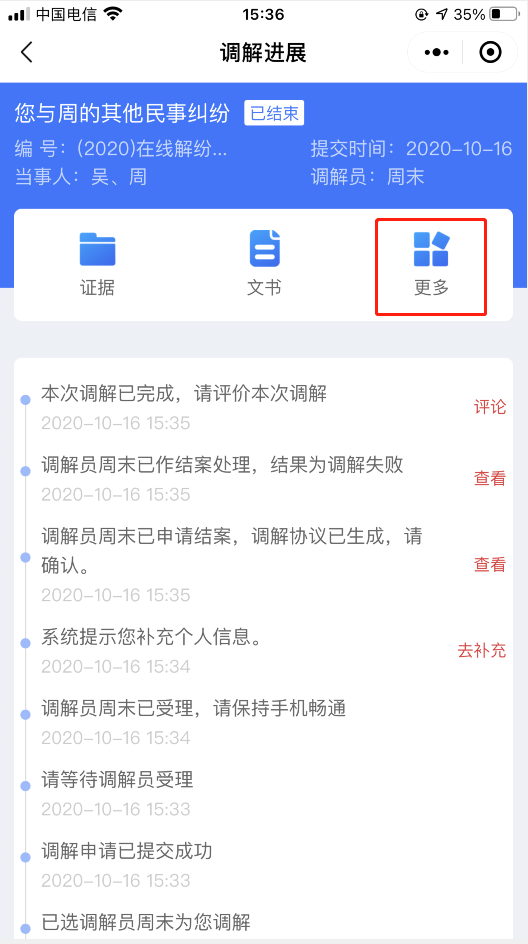 中国电信 15:36 35%
调解进展
您与周的其他民事纠纷 已结束
编 号：(2020)在线解纷... 提交时间：2020-10-16
当事人：吴、周 调解员：周末
证据 文书 更多
本次调解已完成，请评价本次调解
评论
2020-10-16 15:35
调解员周末已作结案处理，结果为调解失败
查看
2020-10-16 15:35
调解员周末已申请结案，调解协议已生成，请
确认。
查看
2020-10-16 15:35
系统提示您补充个人信息。
去补充
2020-10-16 15:34
调解员周末已受理，请保持手机畅通
2020-10-16 15:34
请等待调解员受理
2020-10-16 15:33
调解申请已提交成功
2020-10-16 15:33
已选调解员周末为您调解